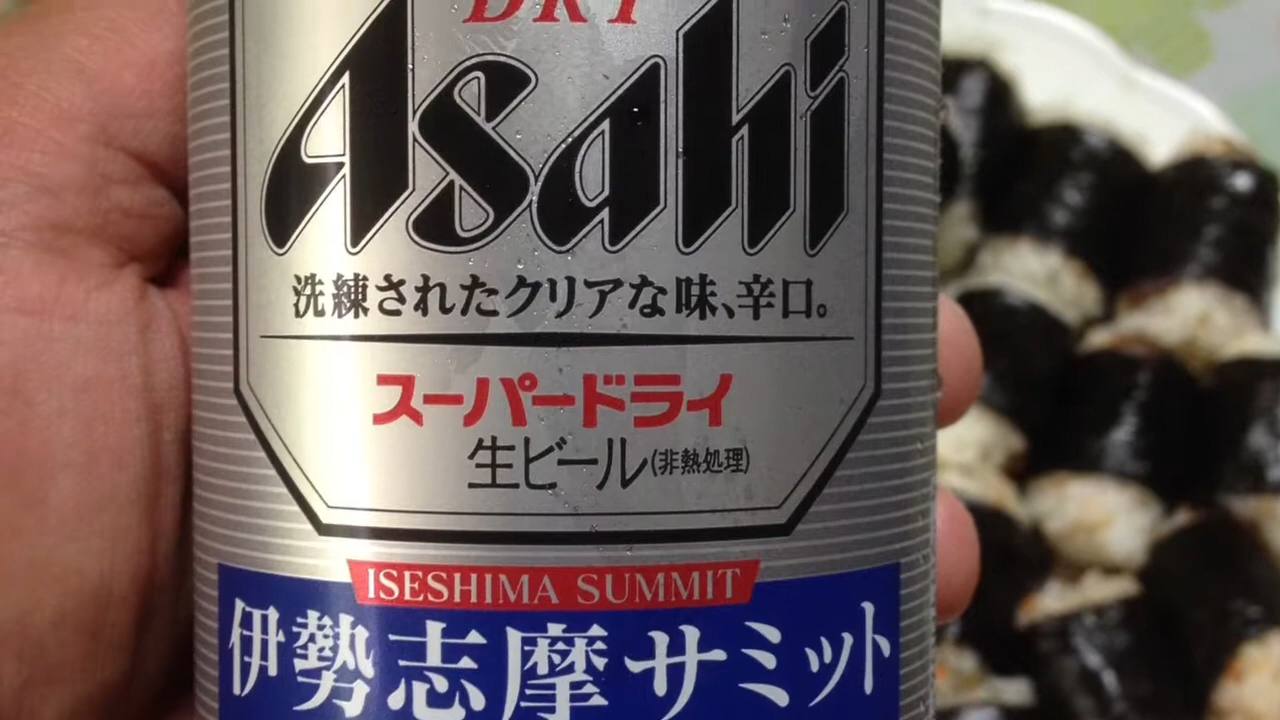 DRY
Asahi
洗練されたクリアな味、辛口。
スーパードライ
生ビール(非熱処理)
ISESHIMA SUMMIT
伊勢志摩サミット